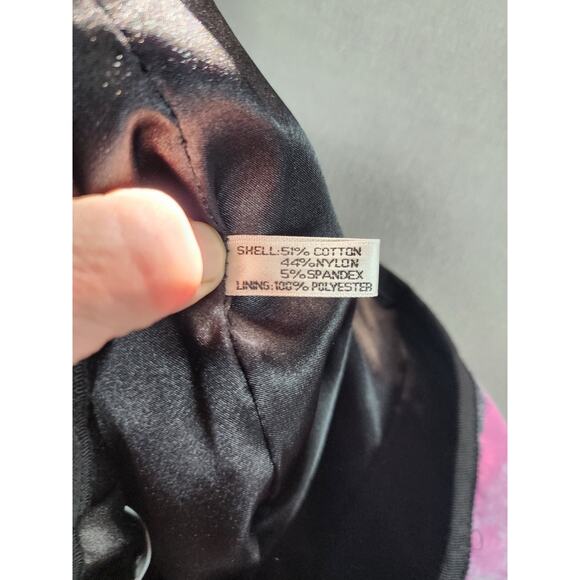 SHELL:51% COTTON
44%NYLON
5%SPANDEX
LINING:100% POLYESTER